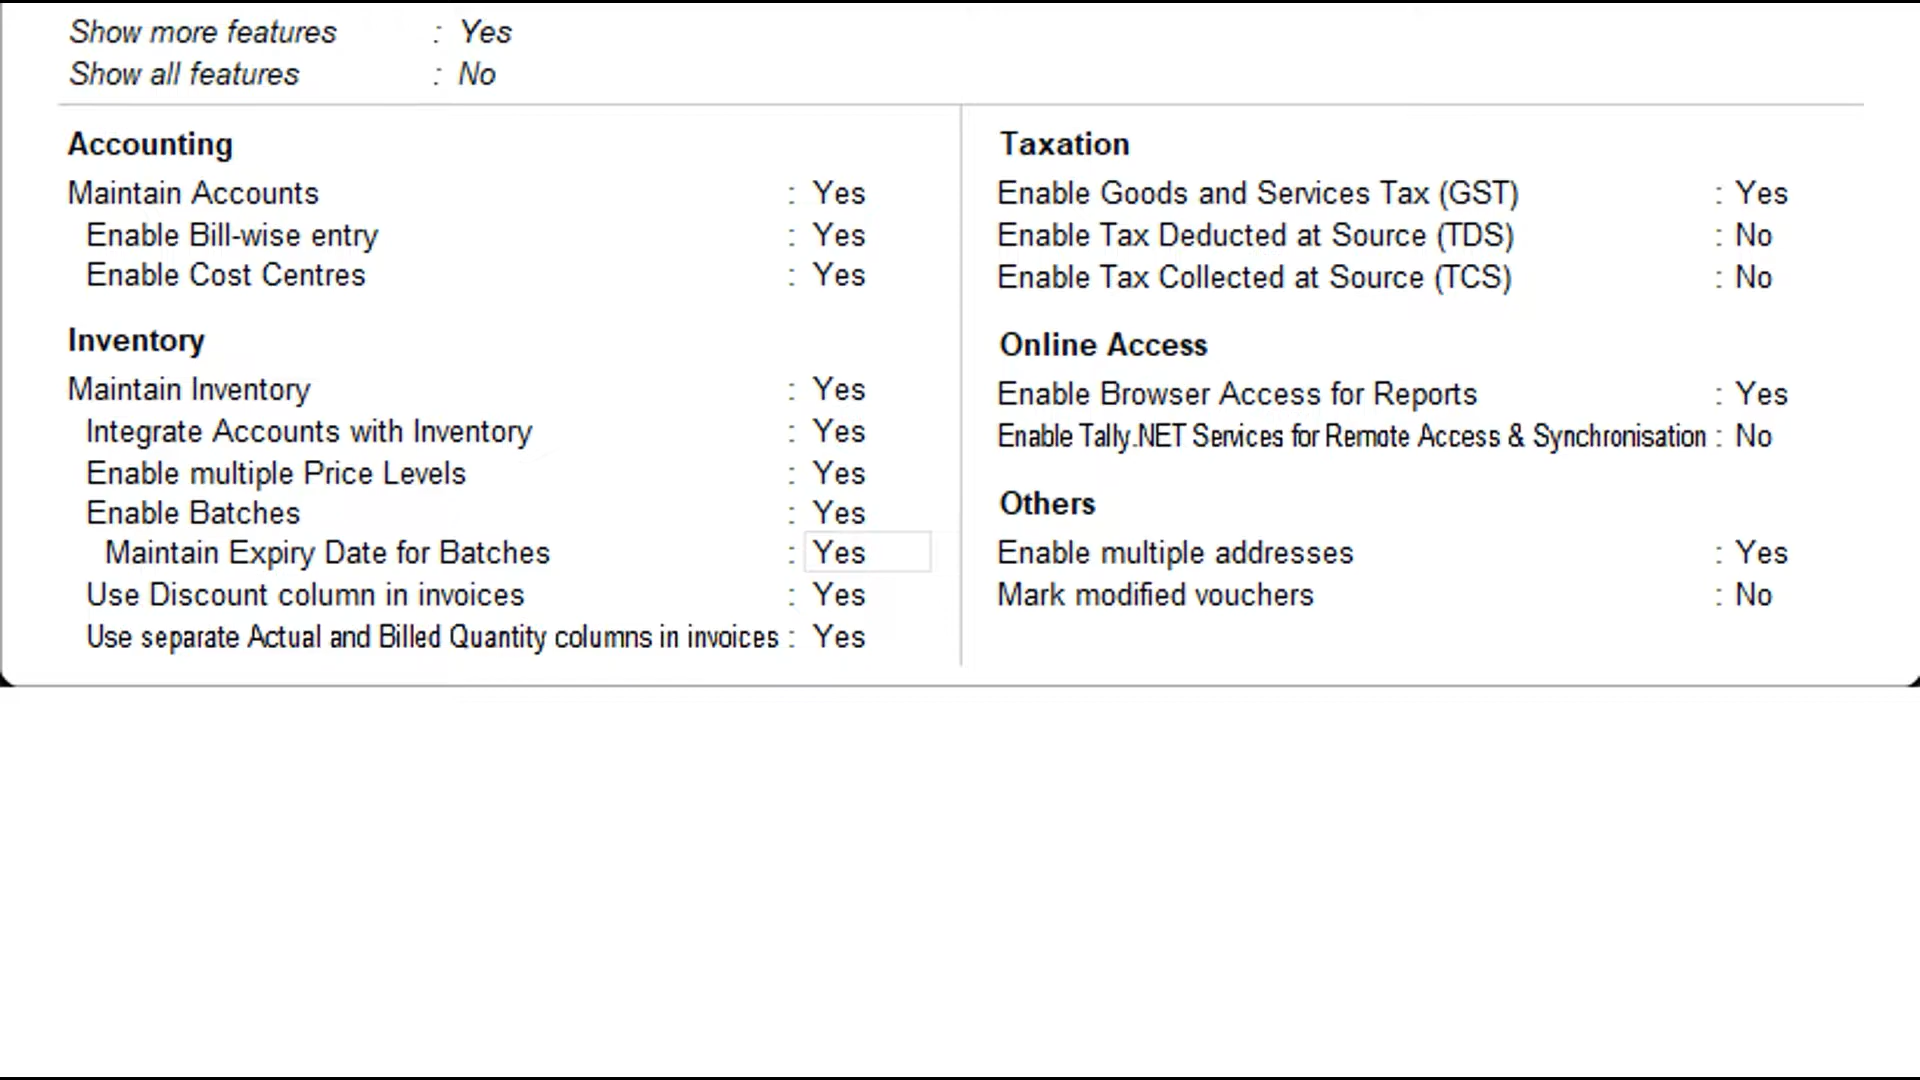 Show more features : Yes
Show all features : No
Accounting
Maintain Accounts : Yes
Enable Bill-wise entry : Yes
Enable Cost Centres : Yes
Inventory
Maintain Inventory : Yes
Integrate Accounts with Inventory : Yes
Enable multiple Price Levels : Yes
Enable Batches : Yes
Maintain Expiry Date for Batches : Yes
Use Discount column in invoices : Yes
Use separate Actual and Billed Quantity columns in invoices : Yes
Taxation
Enable Goods and Services Tax (GST) : Yes
Enable Tax Deducted at Source (TDS) : No
Enable Tax Collected at Source (TCS) : No
Online Access
Enable Browser Access for Reports : Yes
Enable Tally.NET Services for Remote Access & Synchronisation : No
Others
Enable multiple addresses : Yes
Mark modified vouchers : No